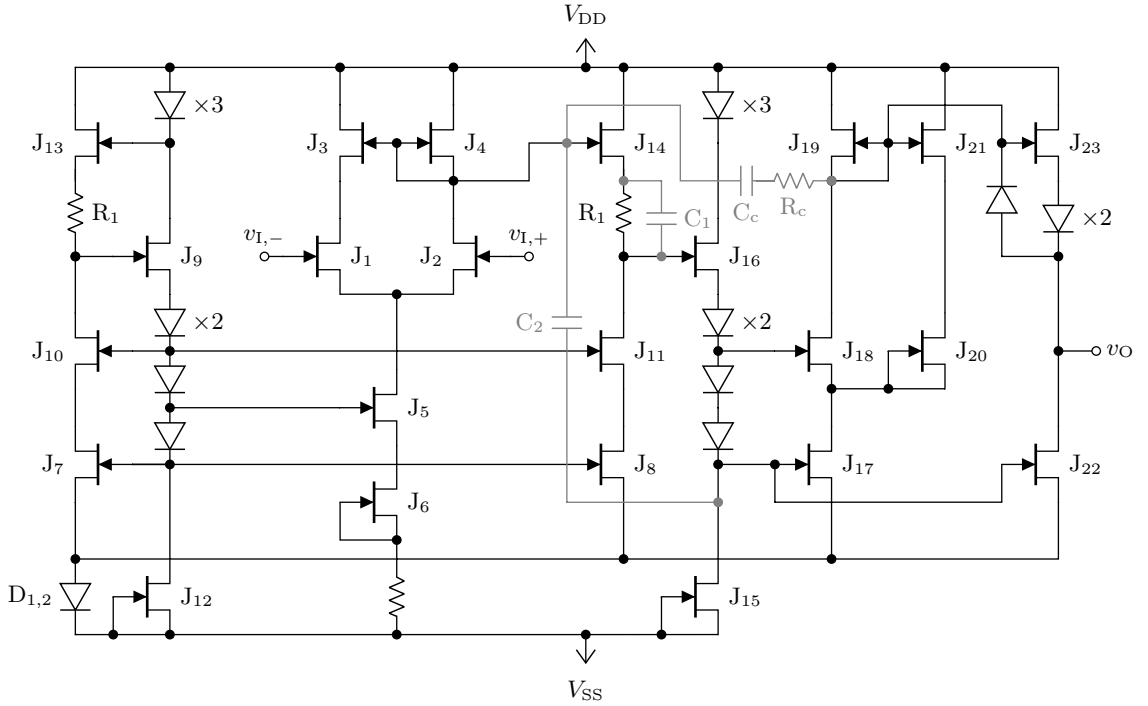 V_DD
×3
×3
J_13
J_3
J_4
J_14
J_19
J_21
J_23
R_1
R_1
C_1
C_c
R_c
×2
v_I,−
v_I,+
J_9
J_1
J_2
J_16
×2
C_2
×2
J_10
J_11
J_18
J_20
v_O
J_5
J_7
J_8
J_17
J_22
J_6
D_1,2
J_12
J_15
V_SS